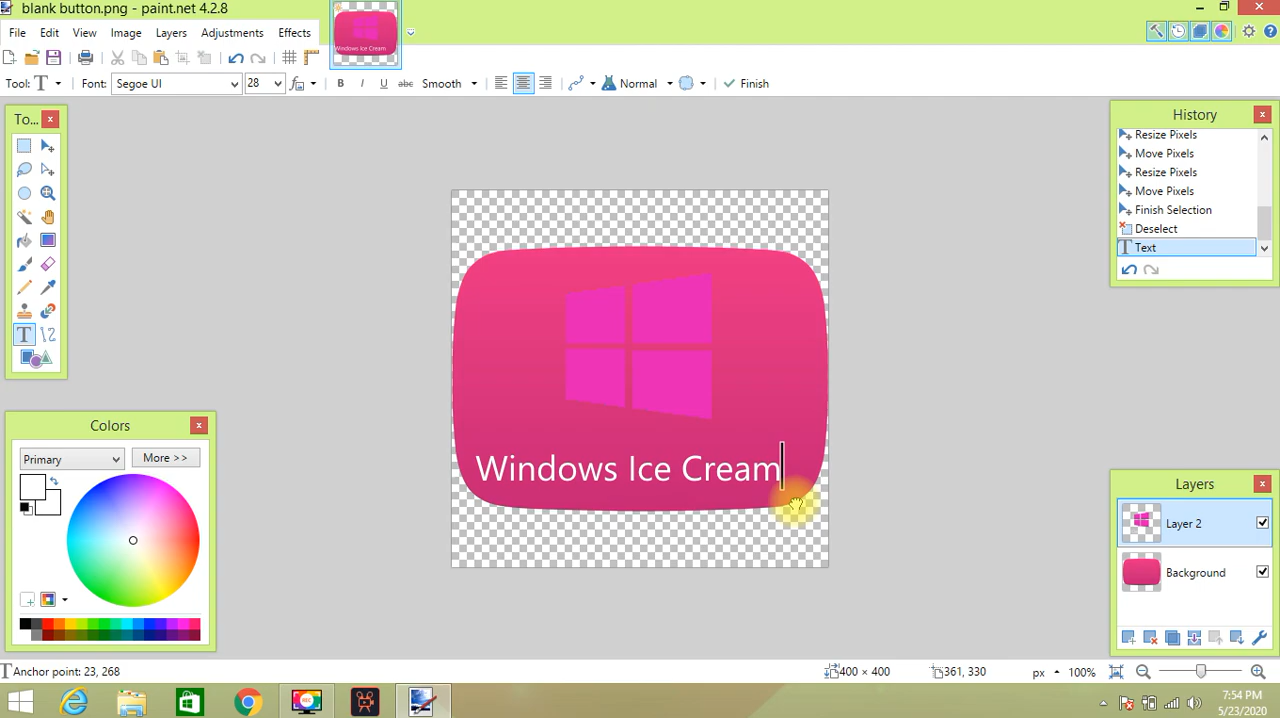 blank button.png - paint.net 4.2.8
File Edit View Image Layers Adjustments Effects
Windows Ice Cream
Tool: T Font: Segoe UI 28 fx B I U abc Smooth Normal Finish
To...
History
Resize Pixels
Move Pixels
Resize Pixels
Move Pixels
Finish Selection
Deselect
T Text
Windows Ice Cream
Colors
Primary
More >>
Layers
Layer 2
Background
Anchor point: 23, 268
400 × 400
361, 330
px
100%
REC
7:54 PM
5/23/2020